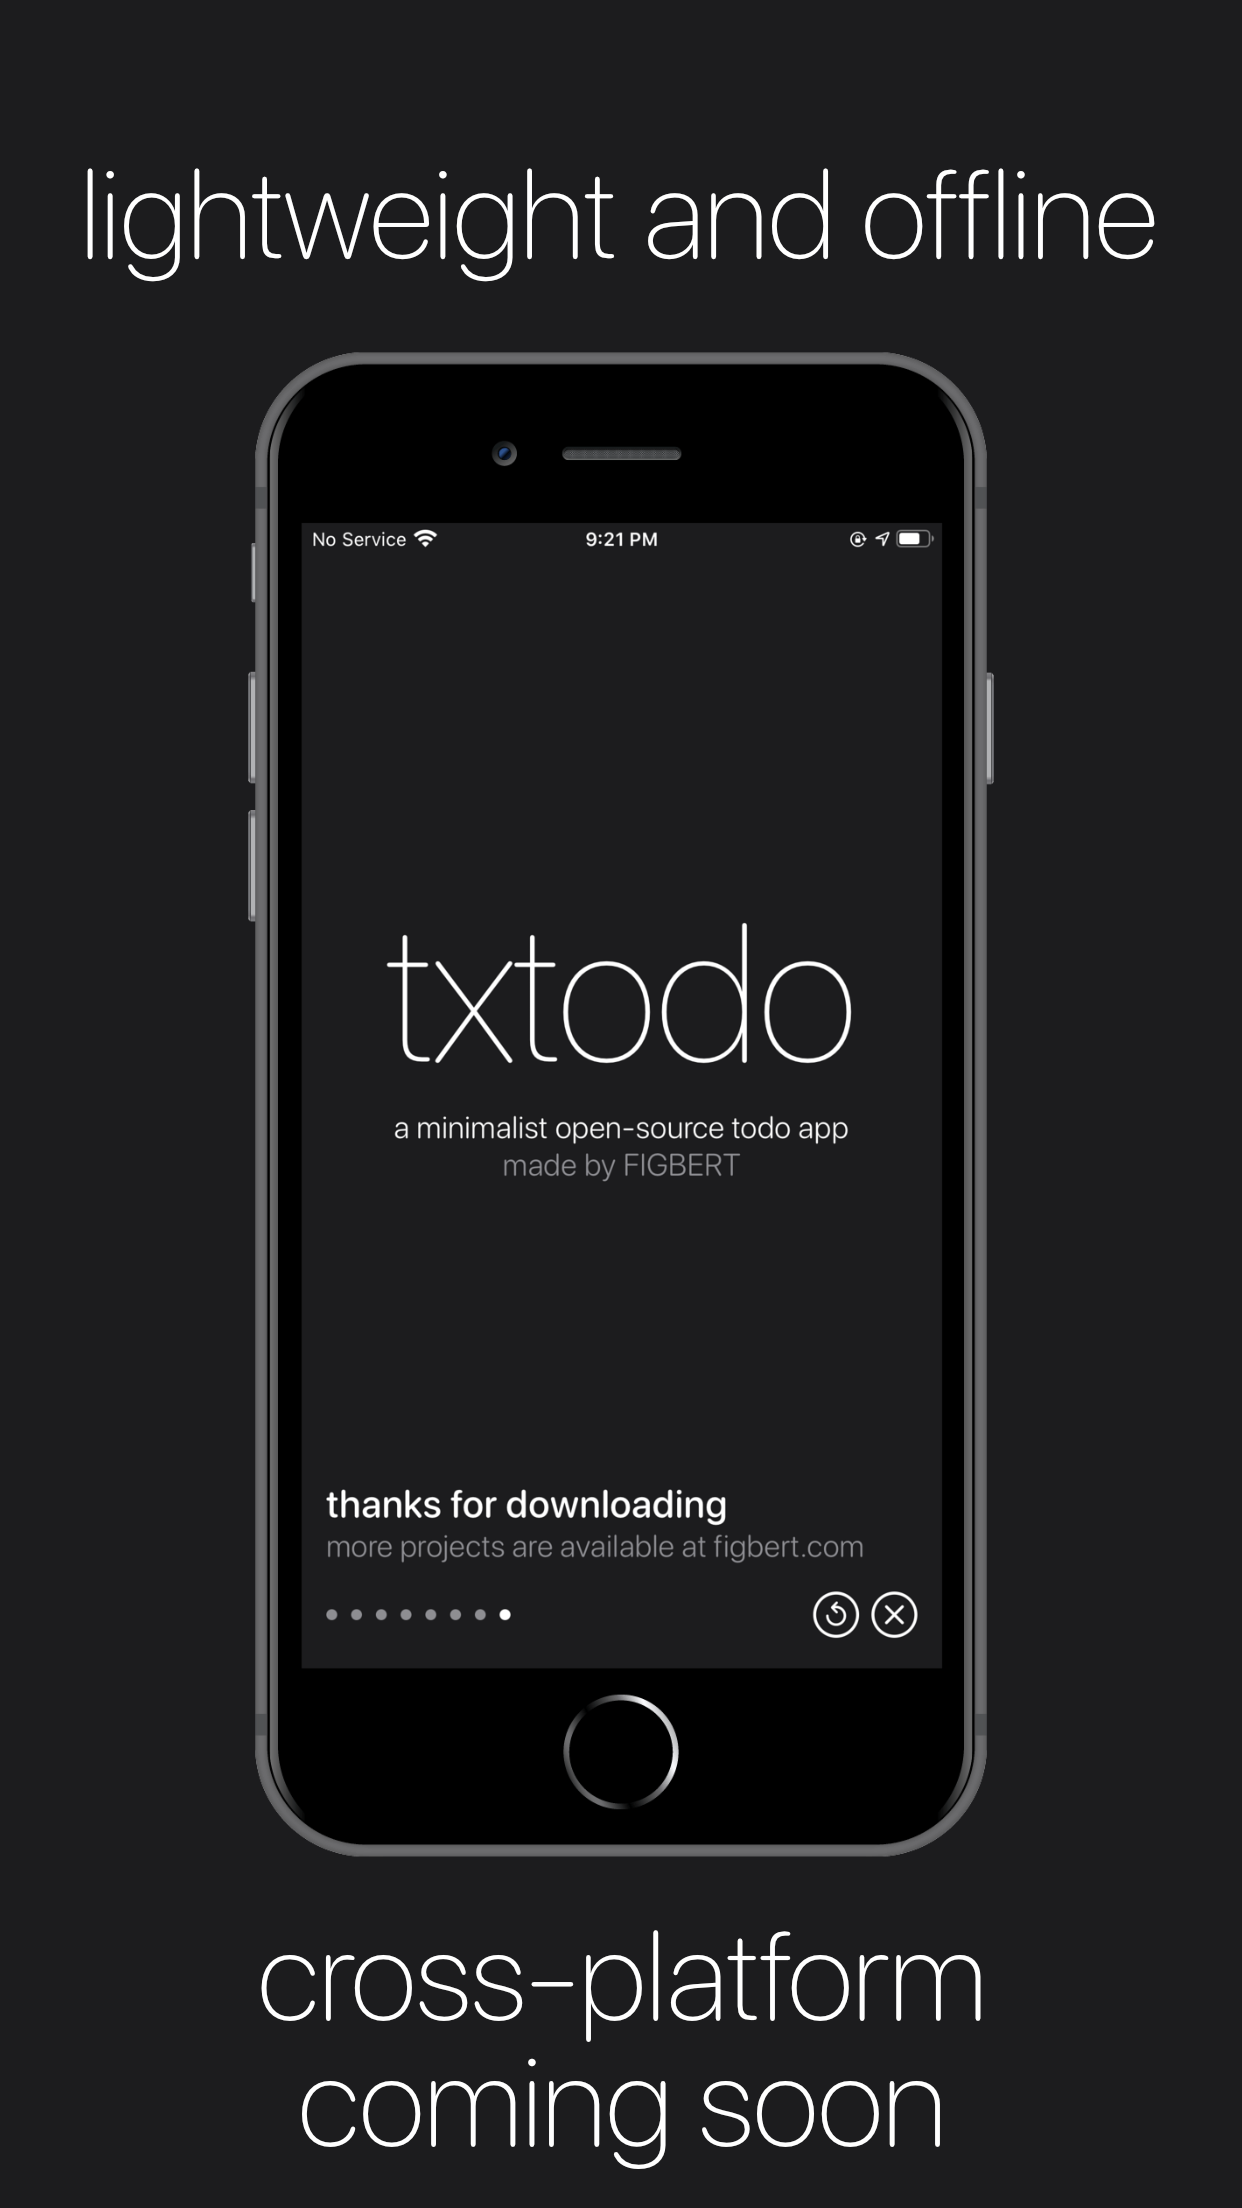 lightweight and offline
No Service 9:21 PM
txtodo
a minimalist open-source todo app
made by FIGBERT
thanks for downloading
more projects are available at figbert.com
cross-platform
coming soon